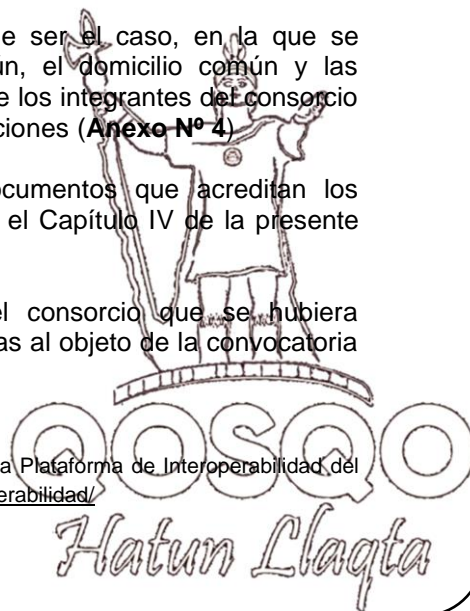 e ser el caso, en la que se
ún, el domicilio común y las
e los integrantes del consorcio
ciones (Anexo Nº 4)
ocumentos que acreditan los
el Capítulo IV de la presente
el consorcio que se hubiera
as al objeto de la convocatoria
a Plataforma de Interoperabilidad del
erabilidad/
QOSQO
Hatun Llaqta